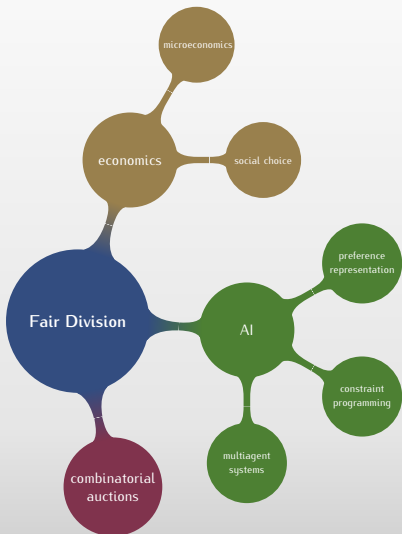 microeconomics
economics
social choice
preference
representation
Fair Division
AI
constraint
programming
multiagent
systems
combinatorial
auctions